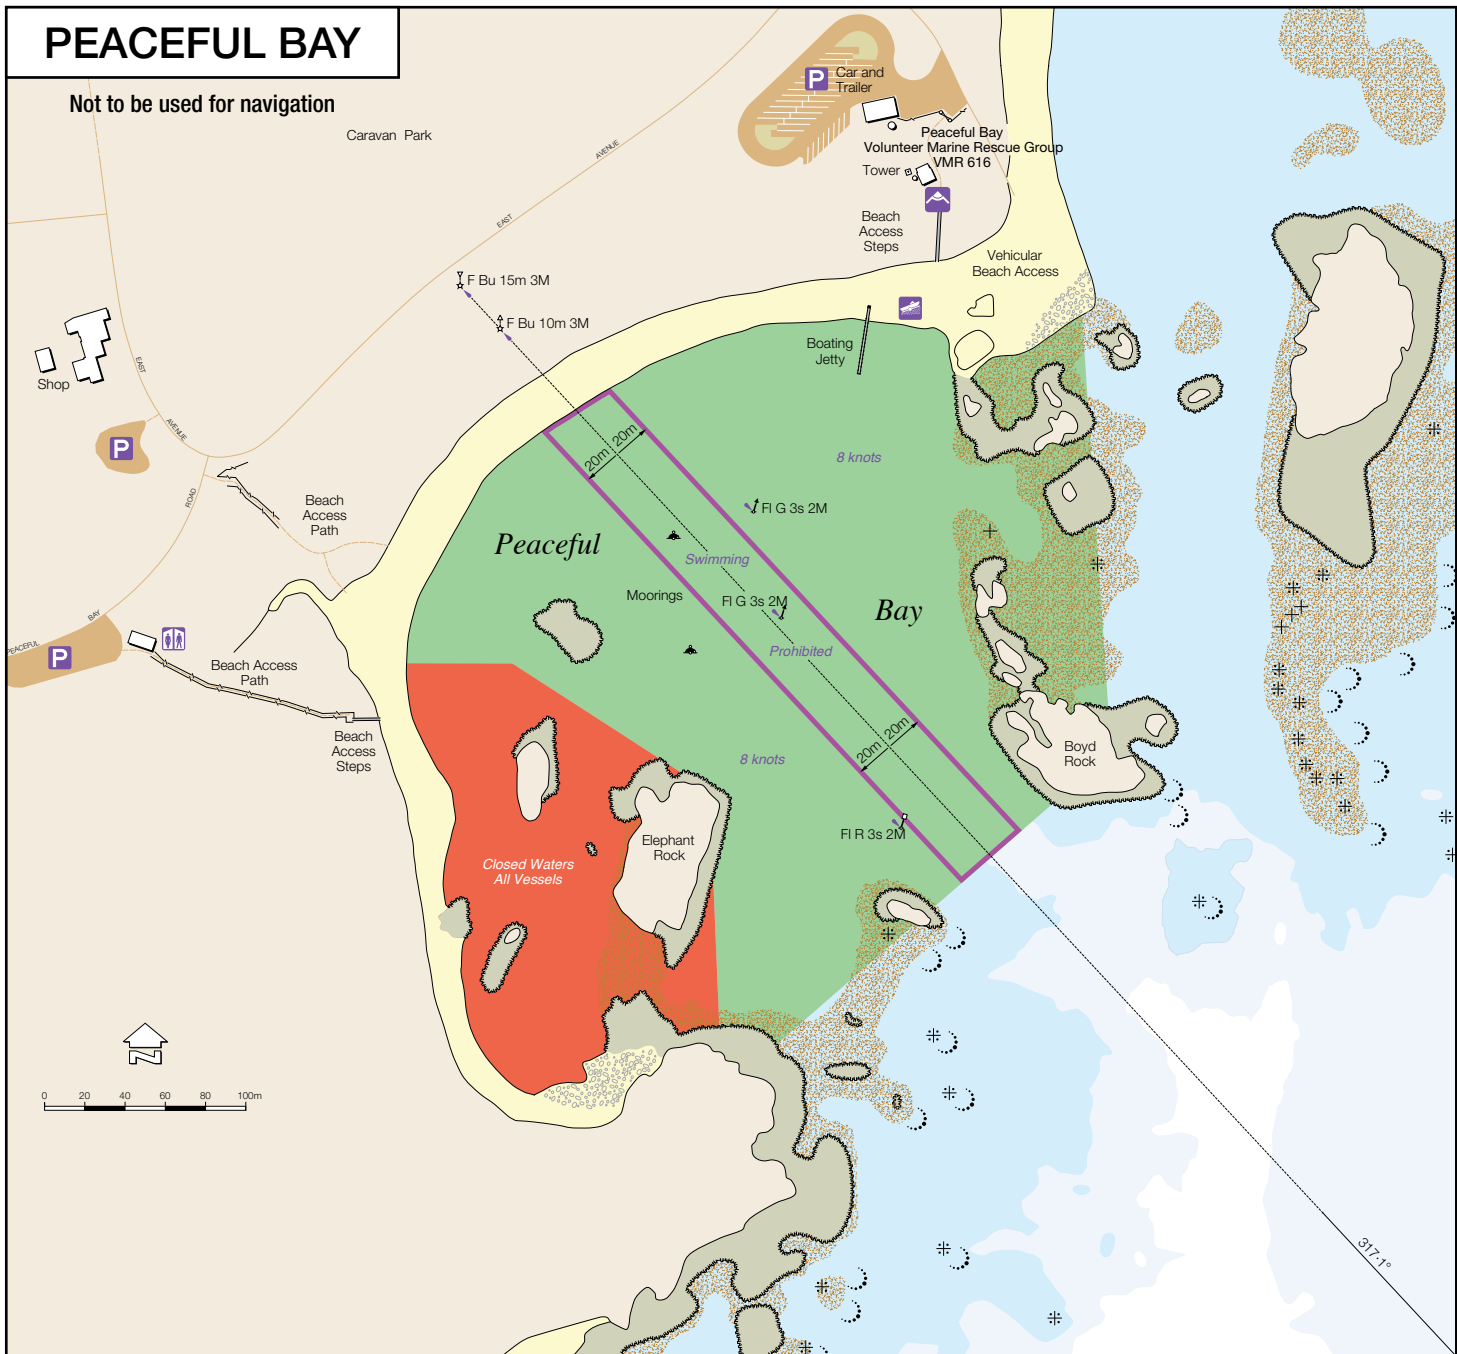 PEACEFUL BAY
Not to be used for navigation
Caravan Park
P
Car and
Trailer
AVENUE
EAST
Peaceful Bay
Volunteer Marine Rescue Group
VMR 616
Tower
Beach
Access
Steps
Vehicular
Beach Access
F Bu 15m 3M
F Bu 10m 3M
Boating
Jetty
Shop
EAST
AVENUE
P
ROAD
Beach
Access
Path
20m
20m
8 knots
Fl G 3s 2M
Peaceful
Swimming
Moorings
Fl G 3s 2M
Bay
Prohibited
BAY
PEACEFUL
P
Beach Access
Path
Beach
Access
Steps
20m
20m
8 knots
Boyd
Rock
Fl R 3s 2M
Elephant
Rock
Closed Waters
All Vessels
N
0 20 40 60 80 100m
317·1°